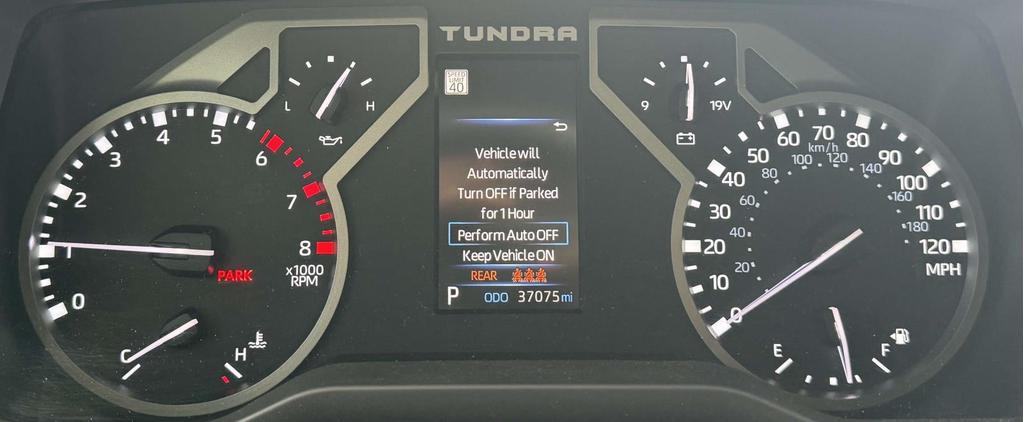 TUNDRA
SPEED
LIMIT
40
L H
9 19V
0 1 2 3 4 5 6 7 8
x1000
RPM
PARK
C H
Vehicle will
Automatically
Turn OFF if Parked
for 1 Hour
Perform Auto OFF
Keep Vehicle ON
REAR
P ODO 37075 mi
0 10 20 30 40 50 60 70 80 90 100 110 120
MPH
km/h
20 40 60 80 100 120 140 160 180
E F